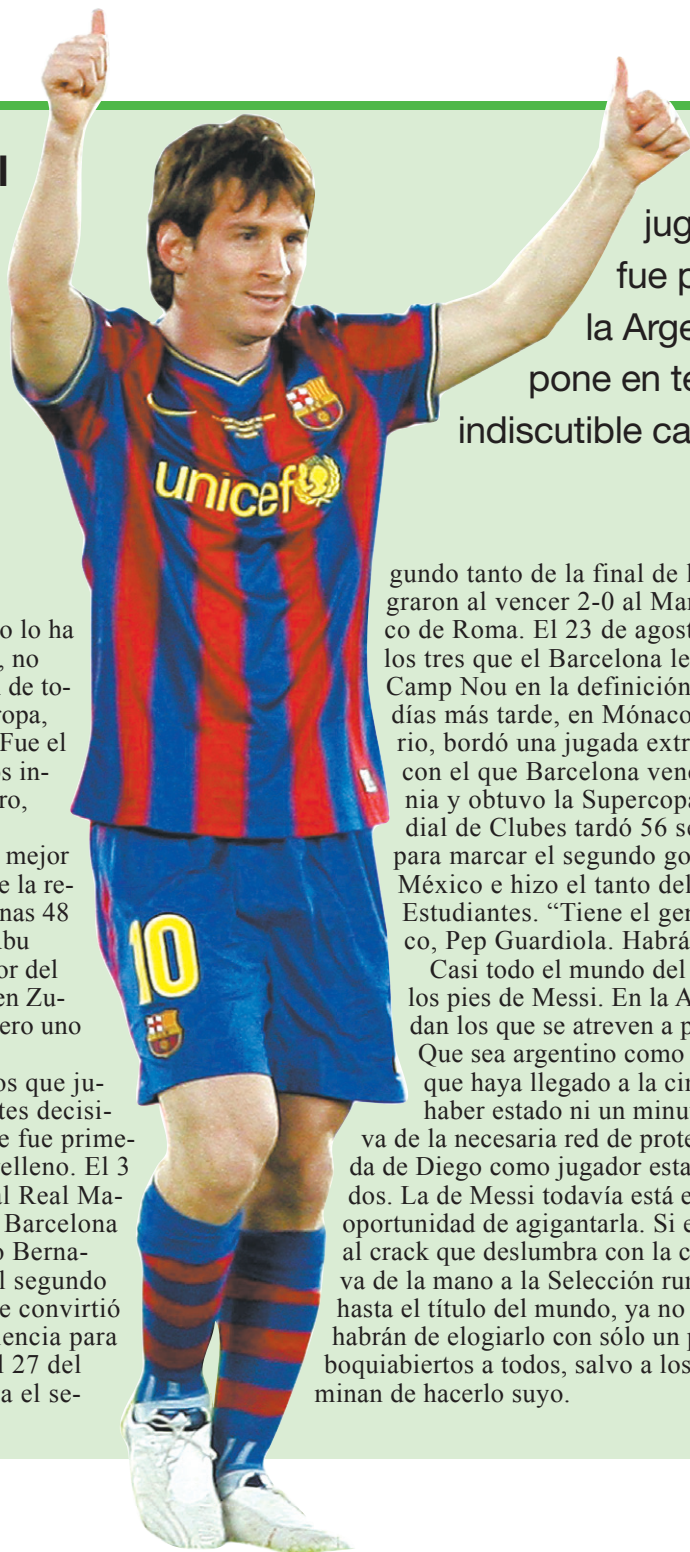 l
jug
fue p
la Arge
pone en te
indiscutible ca
unicef
10
o lo ha
, no
de to-
ropa,
Fue el
os in-
ro,
mejor
e la re-
nas 48
bu
or del
en Zu-
ero uno
os que ju-
tes decisi-
e fue prime-
elleno. El 3
al Real Ma-
Barcelona
o Berna-
l segundo
e convirtió
iencia para
l 27 del
a el se-
gundo tanto de la final de l
graron al vencer 2-0 al Man
co de Roma. El 23 de agost
los tres que el Barcelona le
Camp Nou en la definición
días más tarde, en Mónaco
rio, bordó una jugada extr
con el que Barcelona venc
nia y obtuvo la Supercopa
dial de Clubes tardó 56 se
para marcar el segundo go
México e hizo el tanto del
Estudiantes. “Tiene el gen
co, Pep Guardiola. Habrá
Casi todo el mundo del
los pies de Messi. En la A
dan los que se atreven a p
Que sea argentino como
que haya llegado a la cin
haber estado ni un minu
va de la necesaria red de prote
da de Diego como jugador esta
dos. La de Messi todavía está e
oportunidad de agigantarla. Si e
al crack que deslumbra con la c
va de la mano a la Selección rum
hasta el título del mundo, ya no
habrán de elogiarlo con sólo un p
boquiabiertos a todos, salvo a los
minan de hacerlo suyo.